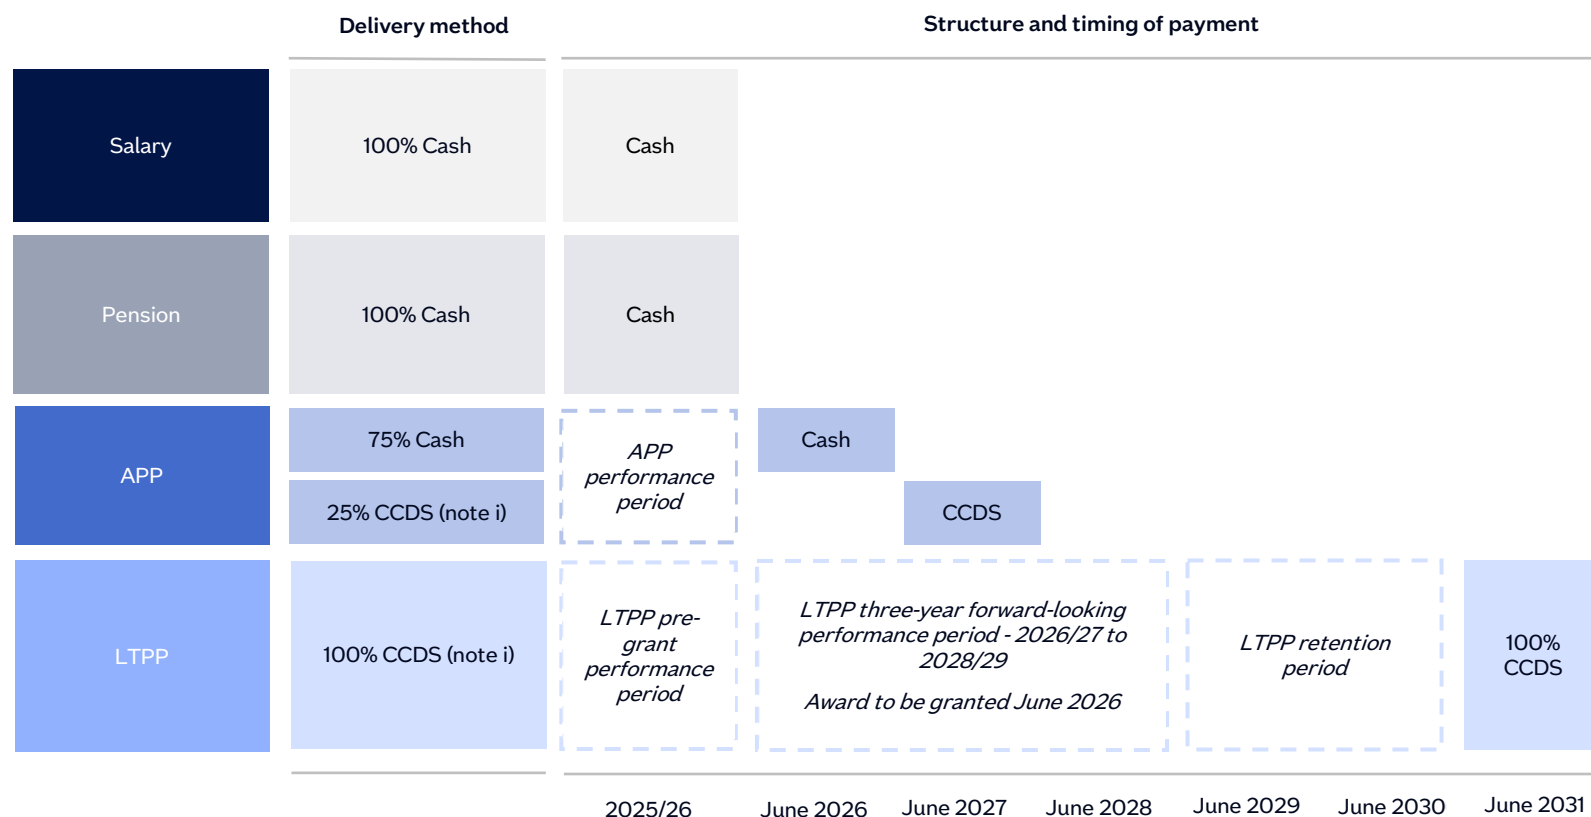 Delivery method
Structure and timing of payment
Salary
100% Cash
Cash
Pension
100% Cash
Cash
APP
75% Cash
25% CCDS (note i)
APP
performance
period
Cash
CCDS
LTPP
100% CCDS (note i)
LTPP pre-
grant
performance
period
LTPP three-year forward-looking
performance period - 2026/27 to
2028/29
Award to be granted June 2026
LTPP retention
period
100%
CCDS
2025/26
June 2026
June 2027
June 2028
June 2029
June 2030
June 2031